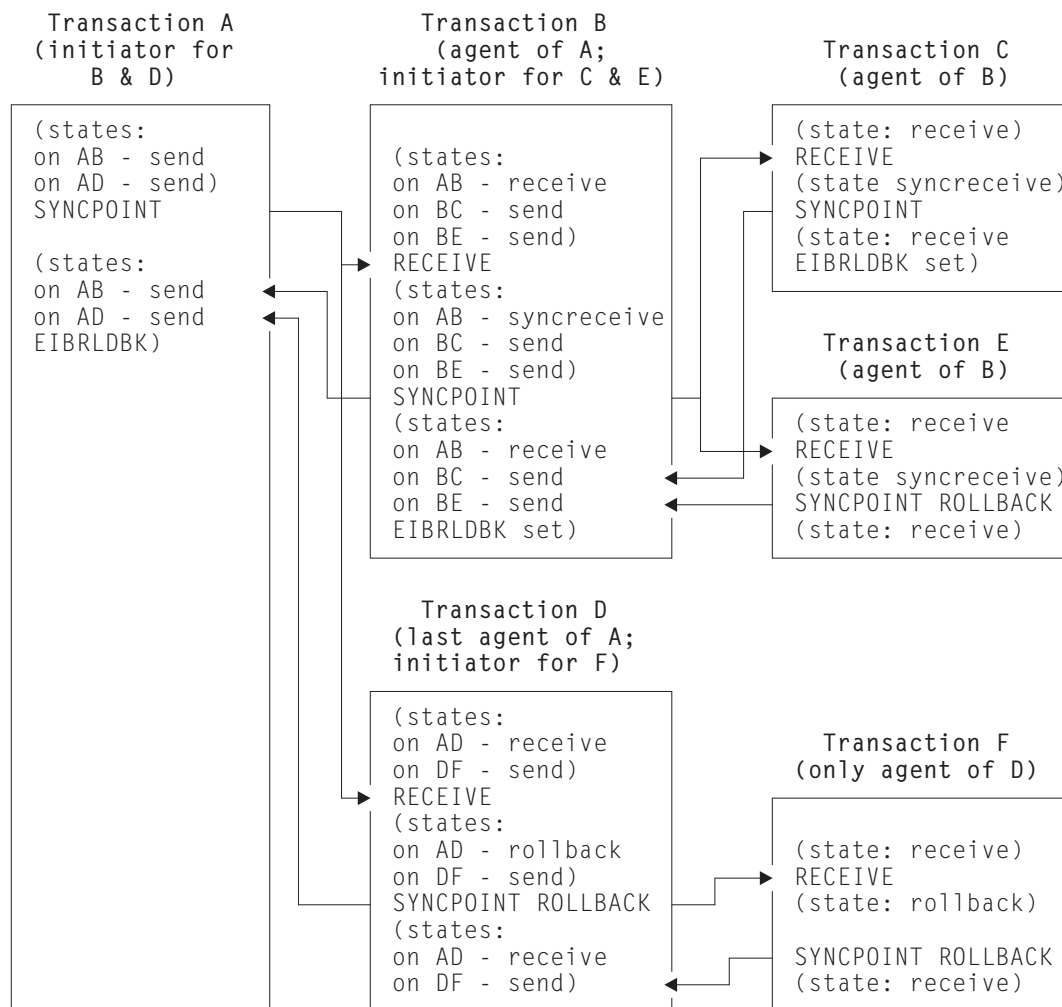 Transaction A
(initiator for
B & D)
(states:
on AB - send
on AD - send)
SYNCPOINT
(states:
on AB - send
on AD - send
EIBRLDBK)
Transaction B
(agent of A;
initiator for C & E)
(states:
on AB - receive
on BC - send
on BE - send)
RECEIVE
(states:
on AB - syncreceive
on BC - send
on BE - send)
SYNCPOINT
(states:
on AB - receive
on BC - send
on BE - send
EIBRLDBK set)
Transaction C
(agent of B)
(state: receive)
RECEIVE
(state syncreceive)
SYNCPOINT
(state: receive
EIBRLDBK set)
Transaction E
(agent of B)
(state: receive
RECEIVE
(state syncreceive)
SYNCPOINT ROLLBACK
(state: receive)
Transaction D
(last agent of A;
initiator for F)
(states:
on AD - receive
on DF - send)
RECEIVE
(states:
on AD - rollback
on DF - send)
SYNCPOINT ROLLBACK
(states:
on AD - receive
on DF - send)
Transaction F
(only agent of D)
(state: receive)
RECEIVE
(state: rollback)
SYNCPOINT ROLLBACK
(state: receive)